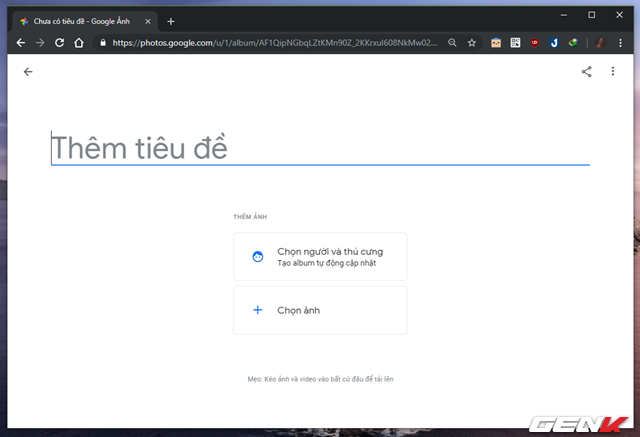 Chưa có tiêu đề - Google Ảnh
https://photos.google.com/u/1/album/AF1QipNGbqLZtKMn90Z_2KKrxul608NkMw02...
Thêm tiêu đề
THÊM ẢNH
Chọn người và thú cưng
Tạo album tự động cập nhật
Chọn ảnh
Mẹo: Kéo ảnh và video vào bất cứ đâu để tải lên
GENK